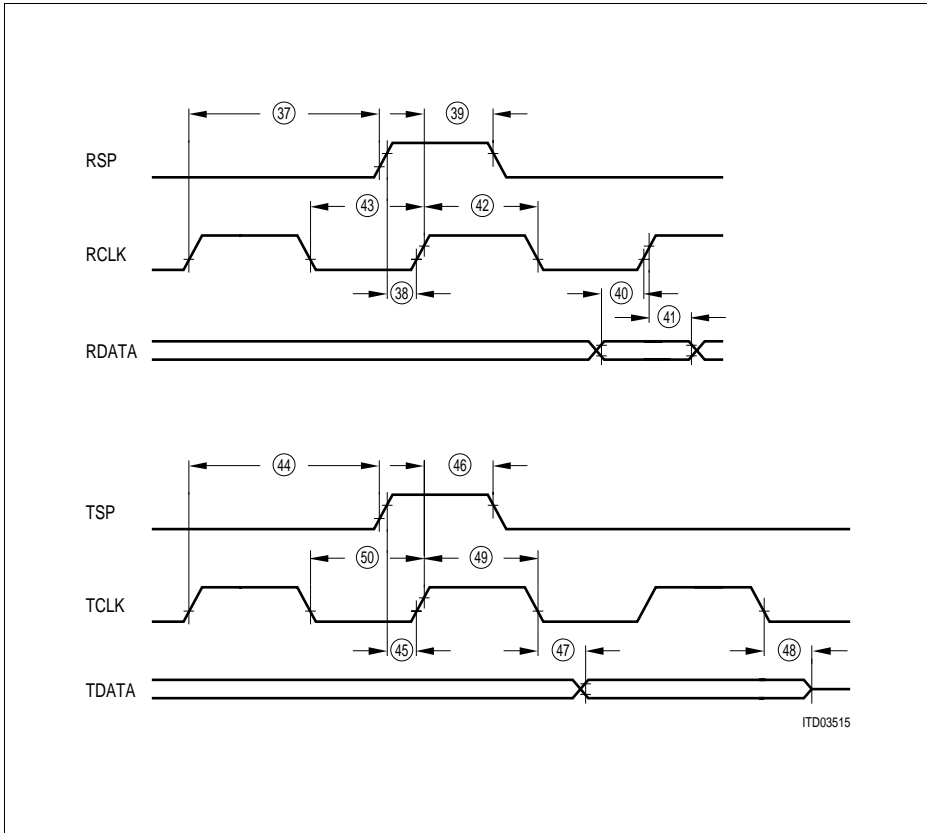 37 39
RSP
43 42
RCLK
38 40
41
RDATA
44 46
TSP
50 49
TCLK
45 47 48
TDATA
ITD03515